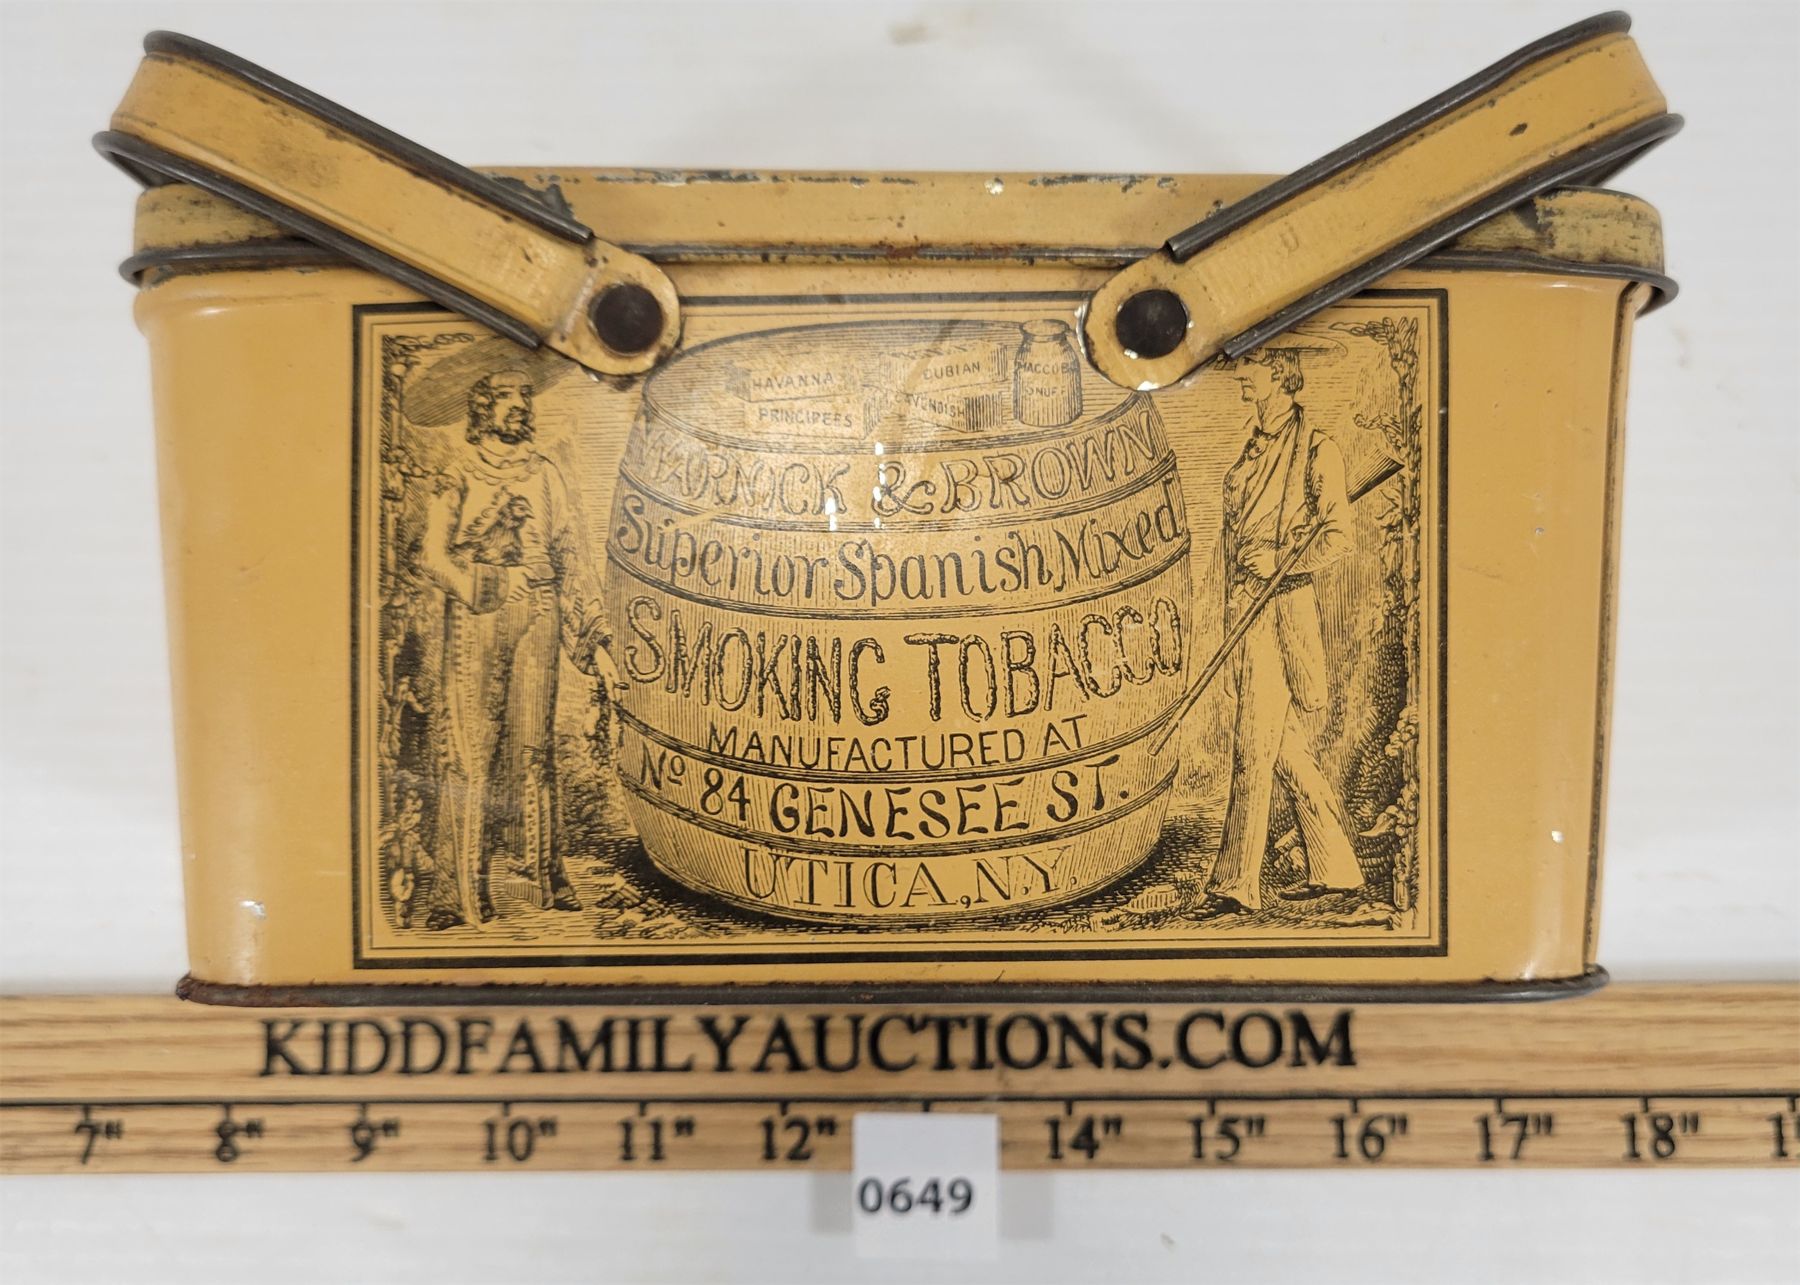 HAVANNA
PRINCIPEES
CUBIAN
CAVENDISH
MACCOB
SNUFF
WARNICK & BROWN
Superior Spanish Mixed
SMOKING TOBACCO
MANUFACTURED AT
No 84 GENESEE ST.
UTICA, N.Y.
KIDDFAMILYAUCTIONS.COM
7" 8" 9" 10" 11" 12" 14" 15" 16" 17" 18"
0649